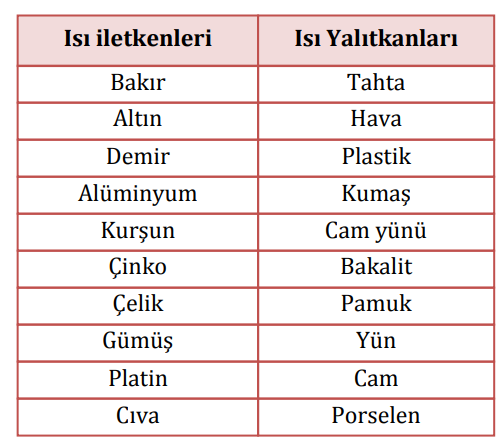 Isı iletkenleri Isı Yalıtkanları
Bakır Tahta
Altın Hava
Demir Plastik
Alüminyum Kumaş
Kurşun Cam yünü
Çinko Bakalit
Çelik Pamuk
Gümüş Yün
Platin Cam
Cıva Porselen